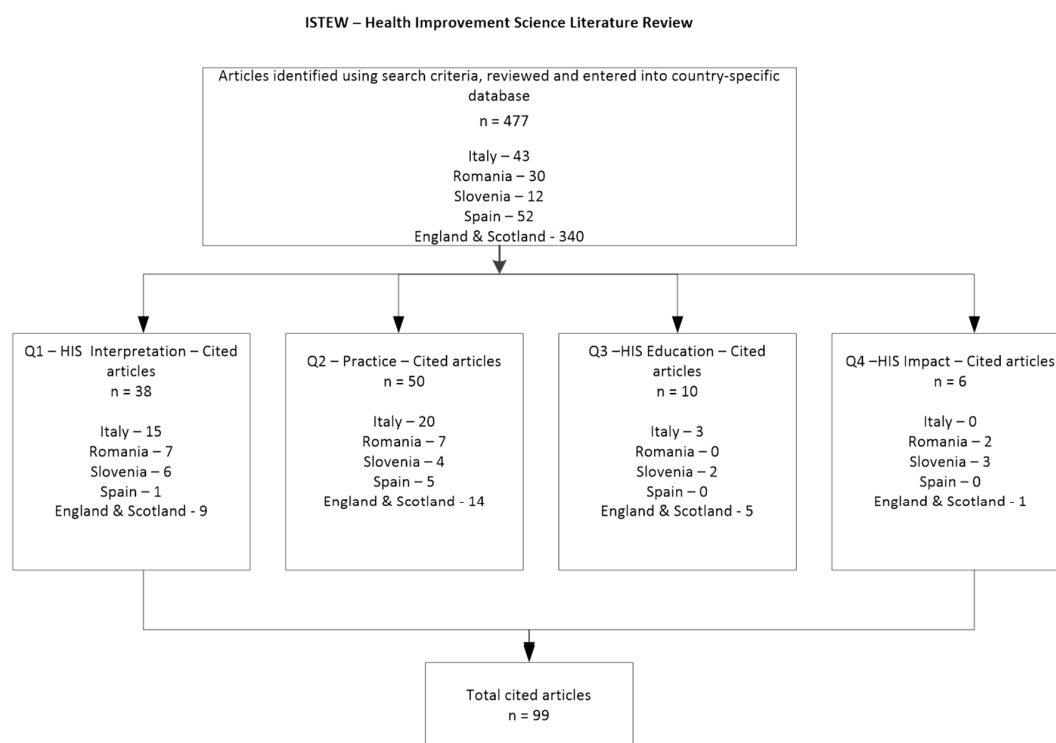 ISTEW – Health Improvement Science Literature Review
Articles identified using search criteria, reviewed and entered into country-specific
database
n = 477
Italy – 43
Romania – 30
Slovenia – 12
Spain – 52
England & Scotland - 340
Q1 – HIS Interpretation – Cited
articles
n = 38
Italy – 15
Romania – 7
Slovenia – 6
Spain – 1
England & Scotland - 9
Q2 – Practice – Cited articles
n = 50
Italy – 20
Romania – 7
Slovenia – 4
Spain – 5
England & Scotland - 14
Q3 –HIS Education – Cited
articles
n = 10
Italy – 3
Romania – 0
Slovenia – 2
Spain – 0
England & Scotland - 5
Q4 –HIS Impact – Cited articles
n = 6
Italy – 0
Romania – 2
Slovenia – 3
Spain – 0
England & Scotland - 1
Total cited articles
n = 99